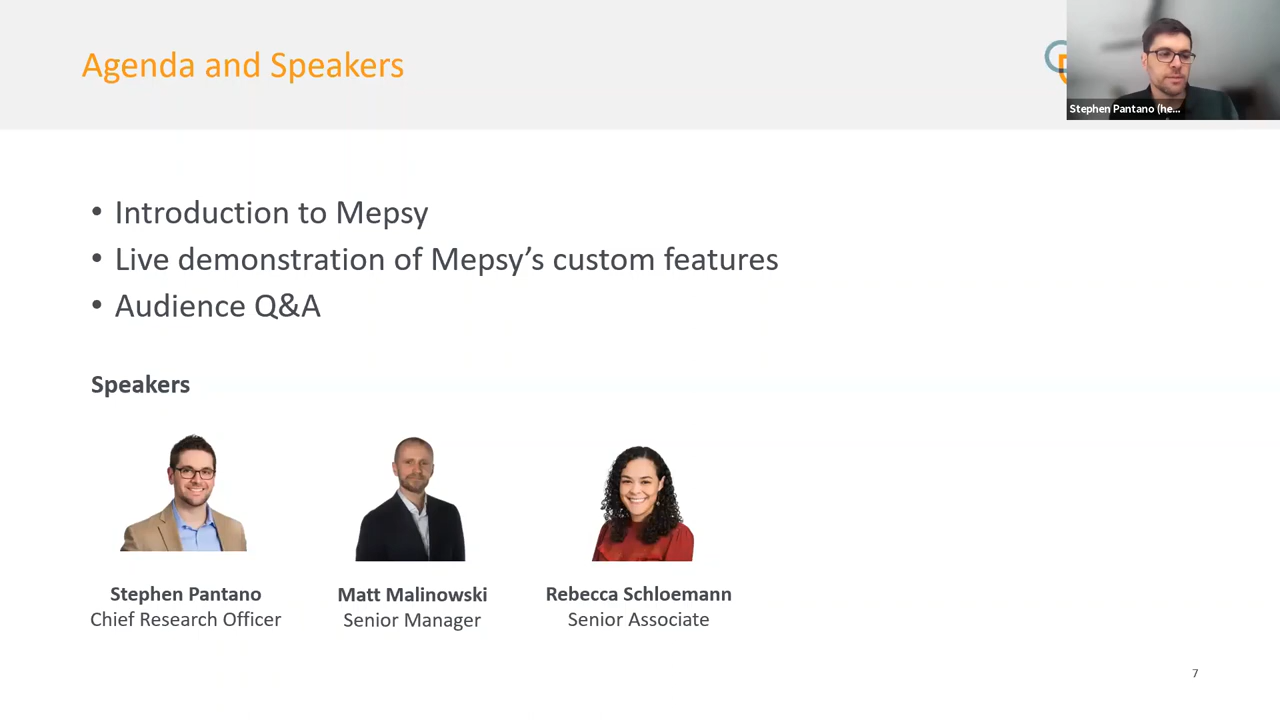 Agenda and Speakers
Stephen Pantano (he...
• Introduction to Mepsy
• Live demonstration of Mepsy’s custom features
• Audience Q&A
Speakers
Stephen Pantano
Chief Research Officer
Matt Malinowski
Senior Manager
Rebecca Schloemann
Senior Associate
7